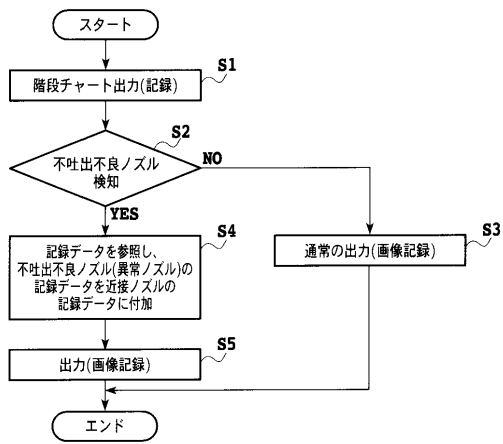 スタート
S1
階段チャート出力(記録)
S2
不吐出不良ノズル
検知
NO
YES
S4
記録データを参照し、
不吐出不良ノズル(異常ノズル)の
記録データを近接ノズルの
記録データに付加
S3
通常の出力(画像記録)
S5
出力(画像記録)
エンド